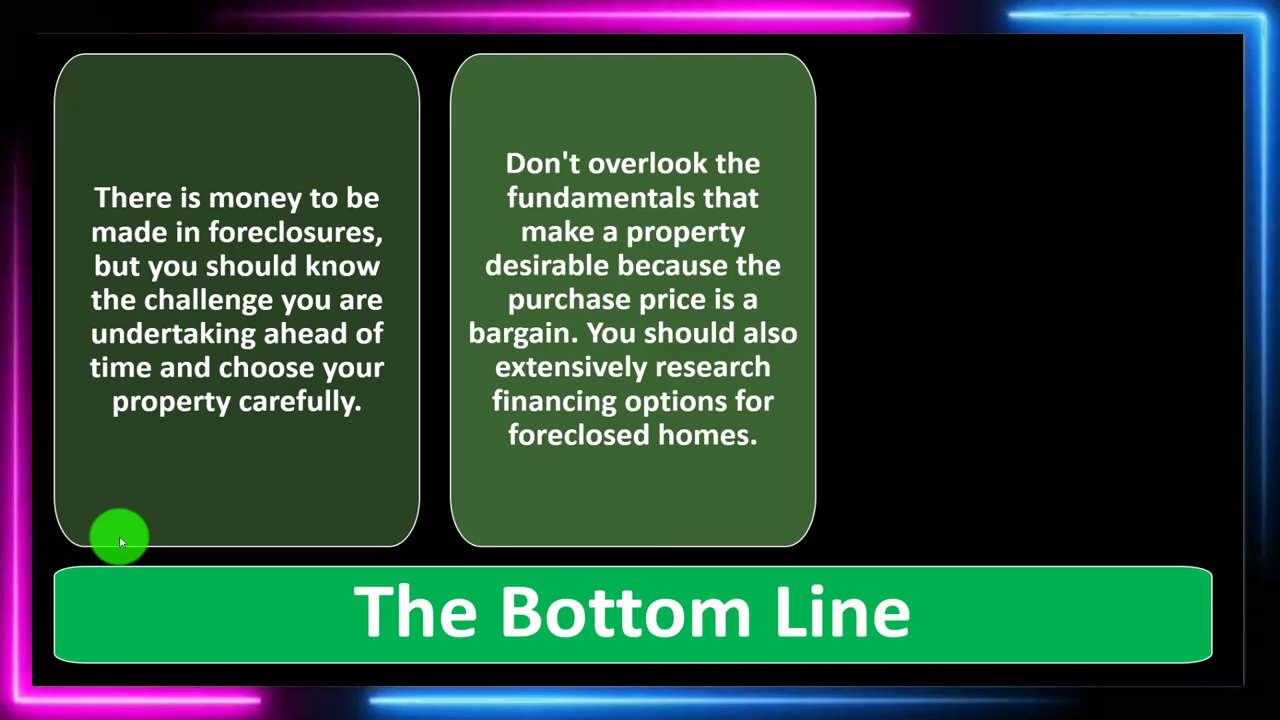 There is money to be
made in foreclosures,
but you should know
the challenge you are
undertaking ahead of
time and choose your
property carefully.
Don't overlook the
fundamentals that
make a property
desirable because the
purchase price is a
bargain. You should also
extensively research
financing options for
foreclosed homes.
The Bottom Line